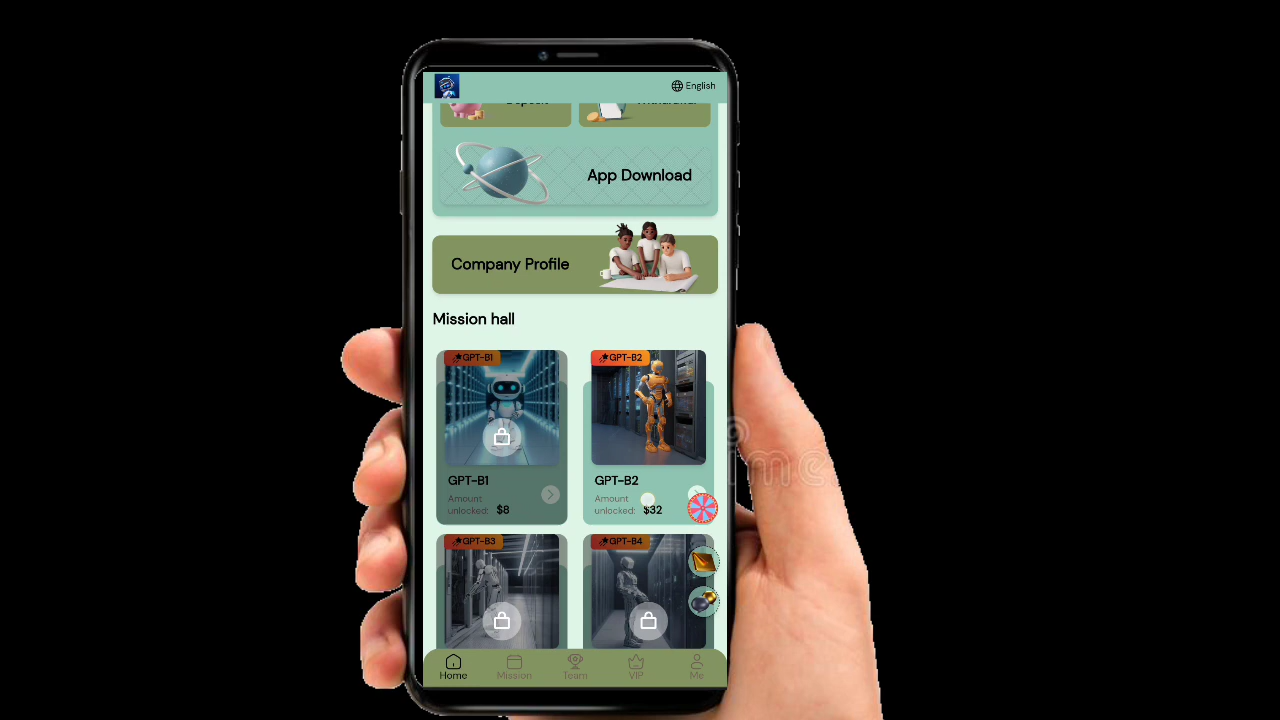 English
App Download
Company Profile
Mission hall
GPT-B1
GPT-B2
GPT-B1
GPT-B2
Amount
unlocked: $8
Amount
unlocked: $32
GPT-B3
GPT-B4
Home
Mission
Team
VIP
Me